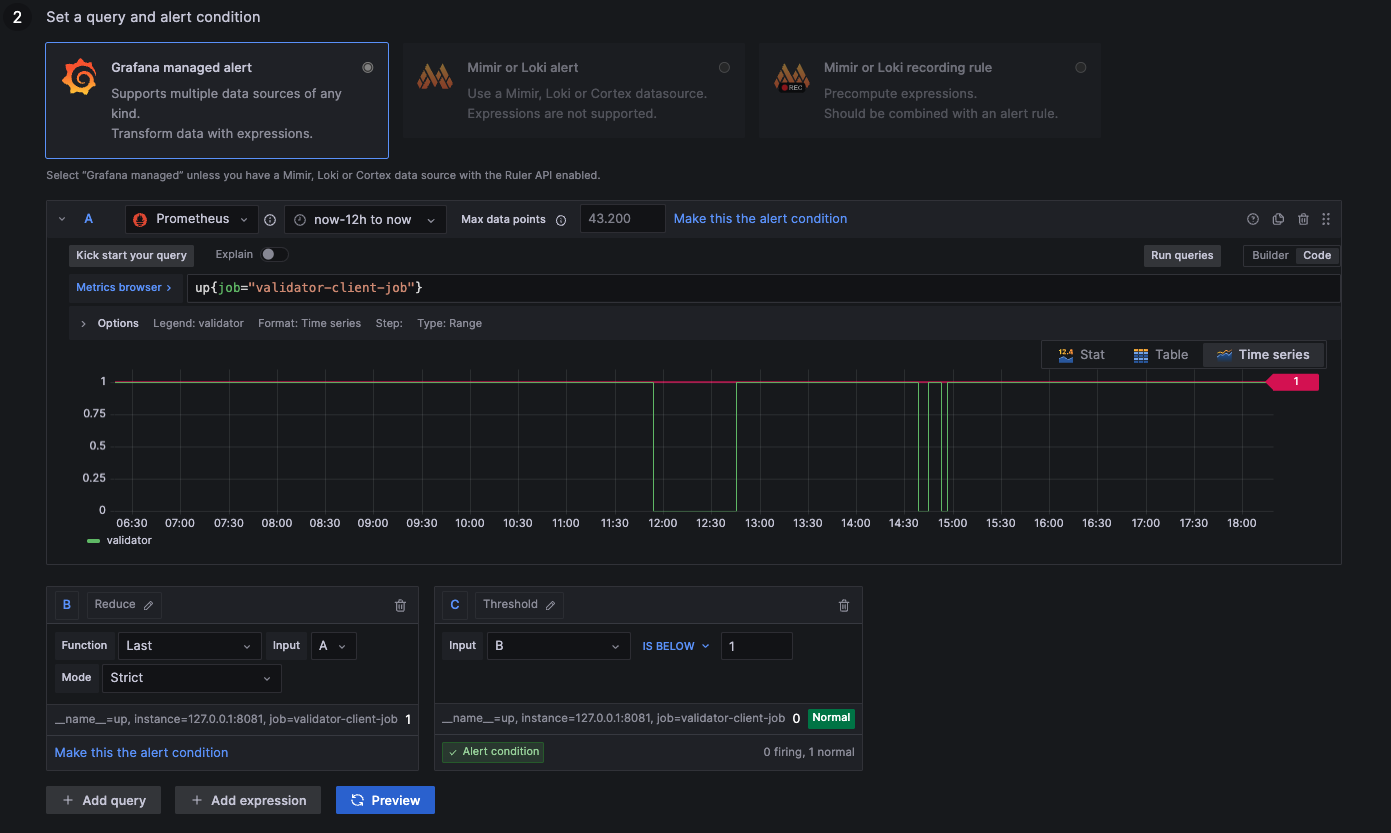 2 Set a query and alert condition
Grafana managed alert
Supports multiple data sources of any
kind.
Transform data with expressions.
Mimir or Loki alert
Use a Mimir, Loki or Cortex datasource.
Expressions are not supported.
REC
Mimir or Loki recording rule
Precompute expressions.
Should be combined with an alert rule.
Select "Grafana managed" unless you have a Mimir, Loki or Cortex data source with the Ruler API enabled.
A Prometheus now-12h to now Max data points 43.200 Make this the alert condition
Kick start your query Explain Run queries Builder Code
Metrics browser > up{job="validator-client-job"}
> Options Legend: validator Format: Time series Step: Type: Range
12.4 Stat Table Time series
1
0.75
0.5
0.25
0
1
06:30 07:00 07:30 08:00 08:30 09:00 09:30 10:00 10:30 11:00 11:30 12:00 12:30 13:00 13:30 14:00 14:30 15:00 15:30 16:00 16:30 17:00 17:30 18:00
validator
B Reduce
Function Last Input A
Mode Strict
__name__=up, instance=127.0.0.1:8081, job=validator-client-job 1
Make this the alert condition
C Threshold
Input B IS BELOW 1
__name__=up, instance=127.0.0.1:8081, job=validator-client-job 0 Normal
✓ Alert condition 0 firing, 1 normal
+ Add query + Add expression Preview